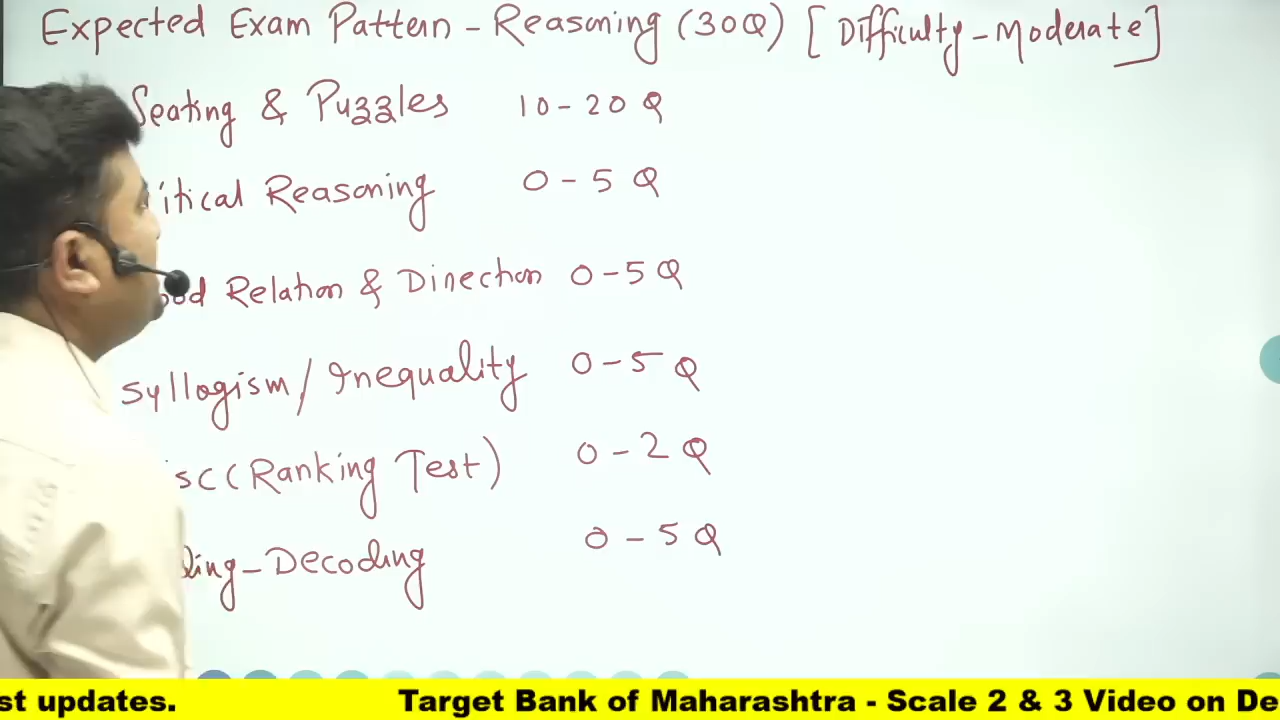 Expected Exam Pattern - Reasoning (30Q) [Difficulty - Moderate]
Seating & Puzzles 10 - 20 Q
itical Reasoning 0 - 5 Q
ood Relation & Direction 0 - 5 Q
Syllogism / Inequality 0 - 5 Q
isc (Ranking Test) 0 - 2 Q
ding - Decoding 0 - 5 Q
st updates. Target Bank of Maharashtra - Scale 2 & 3 Video on De